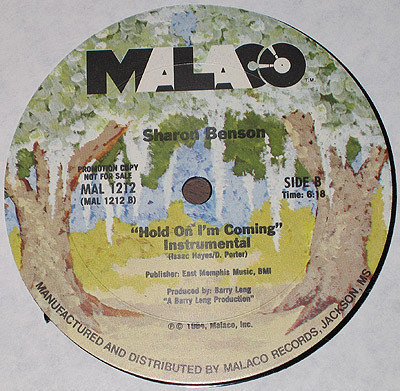 MALACO
TM
Sharon Benson
PROMOTION COPY
NOT FOR SALE
MAL 1212
(MAL 1212 B)
SIDE B
Time: 6:18
"Hold On I'm Coming"
Instrumental
(Isaac Hayes/D. Porter)
Publisher: East Memphis Music, BMI
Produced by: Barry Leng
"A Barry Leng Production"
Ⓟ © 1984, Malaco, Inc.
MANUFACTURED AND DISTRIBUTED BY MALACO RECORDS, JACKSON, MS